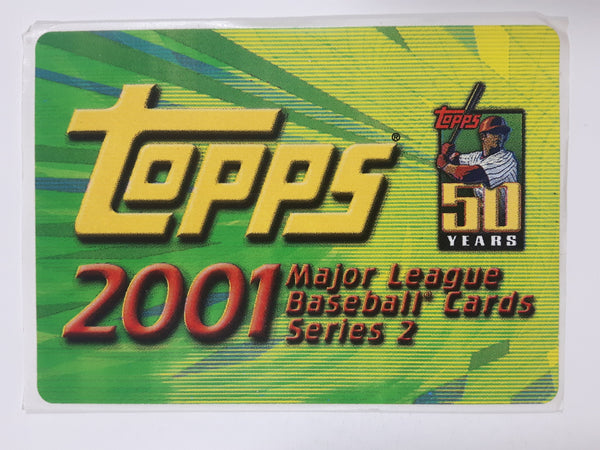 Topps®
Topps
50
YEARS
2001 Major League
Baseball® Cards
Series 2